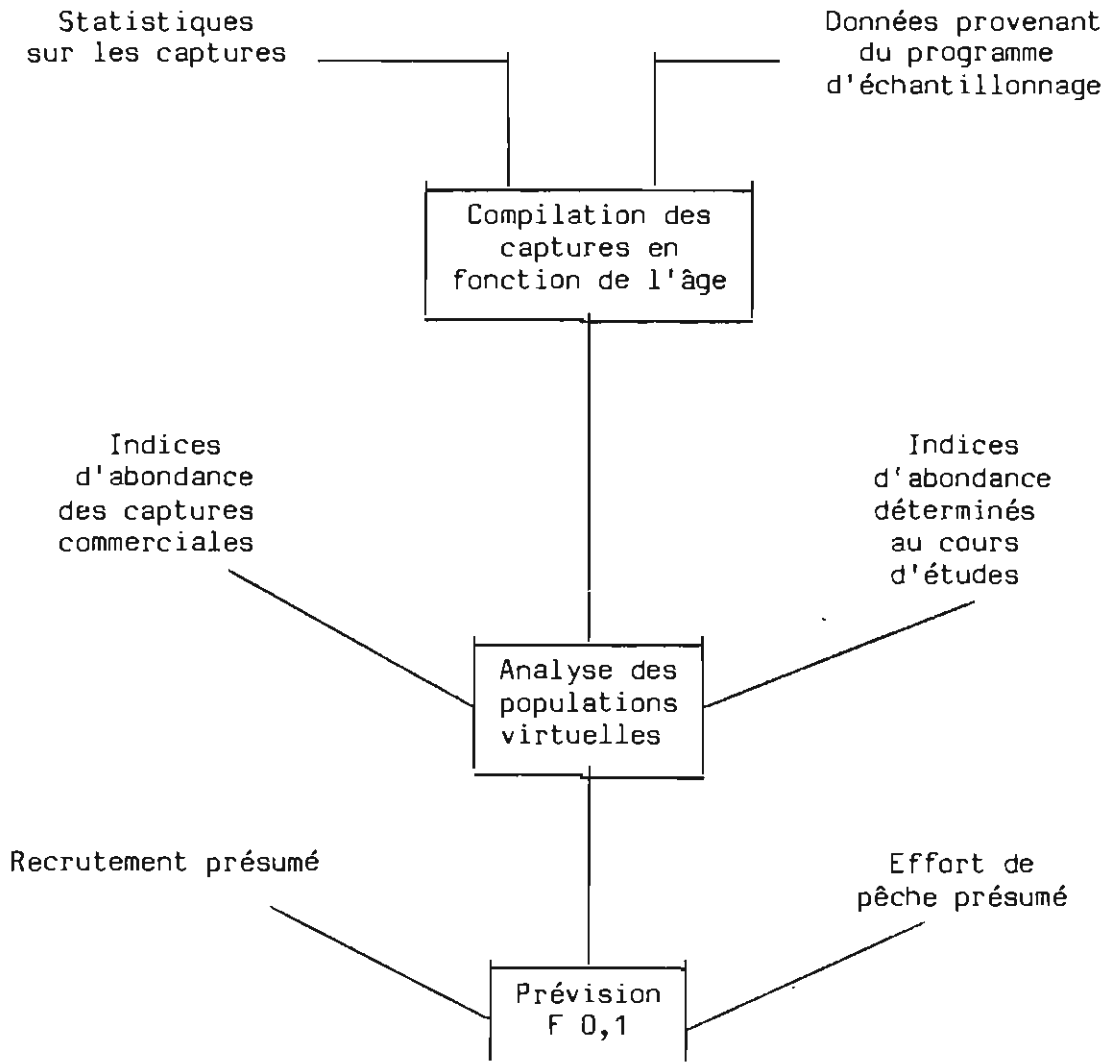 Statistiques
sur les captures
Données provenant
du programme
d'échantillonnage
Compilation des
captures en
fonction de l'âge
Indices
d'abondance
des captures
commerciales
Indices
d'abondance
déterminés
au cours
d'études
Analyse des
populations
virtuelles
Recrutement présumé
Effort de
pêche présumé
Prévision
F 0,1